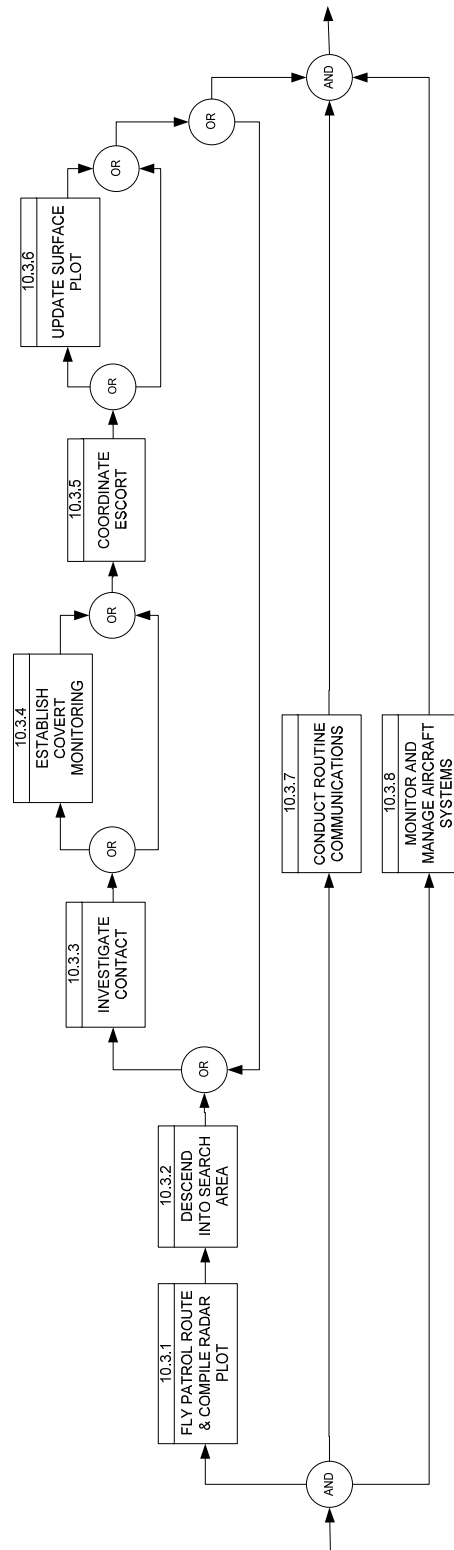 AND
10.3.1
FLY PATROL ROUTE
& COMPILE RADAR
PLOT
10.3.2
DESCEND
INTO SEARCH
AREA
OR
10.3.3
INVESTIGATE
CONTACT
OR
10.3.4
ESTABLISH
COVERT
MONITORING
OR
10.3.5
COORDINATE
ESCORT
OR
10.3.6
UPDATE SURFACE
PLOT
OR
OR
10.3.7
CONDUCT ROUTINE
COMMUNICATIONS
10.3.8
MONITOR AND
MANAGE AIRCRAFT
SYSTEMS
AND